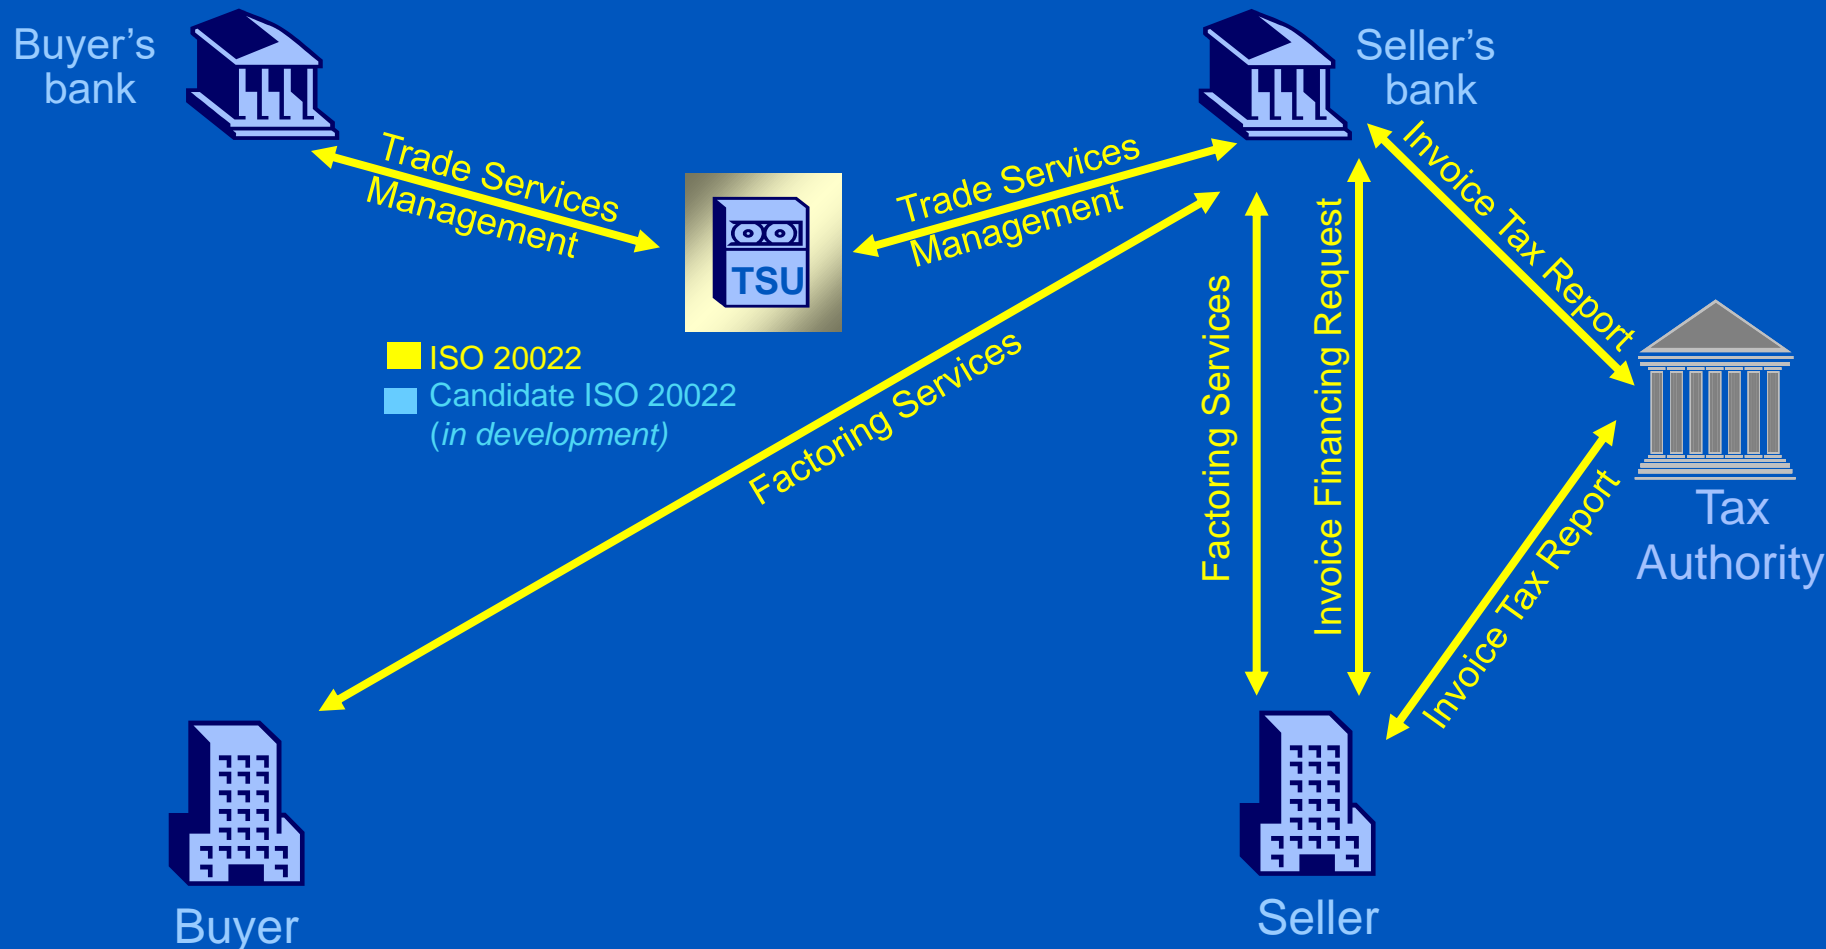 Buyer’s
bank
Seller’s
bank
Trade Services
Management
Trade Services
Management
Invoice Tax Report
TSU
ISO 20022
Candidate ISO 20022
(in development)
Factoring Services
Factoring Services
Invoice Financing Request
Invoice Tax Report
Tax
Authority
Buyer
Seller